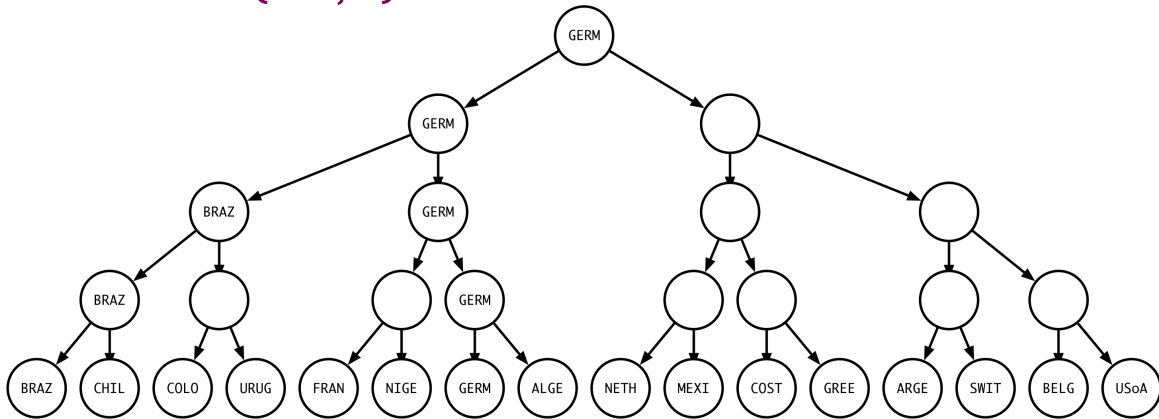 GERM
GERM
BRAZ GERM
BRAZ GERM
BRAZ CHIL COLO URUG FRAN NIGE GERM ALGE NETH MEXI COST GREE ARGE SWIT BELG USoA